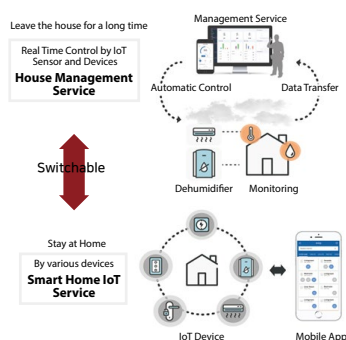 Leave the house for a long time
Real Time Control by IoT
Sensor and Devices
House Management
Service
Management Service
Automatic Control
Data Transfer
Dehumidifier
Monitoring
Switchable
Stay at Home
By various devices
Smart Home IoT
Service
IoT Device
Mobile App